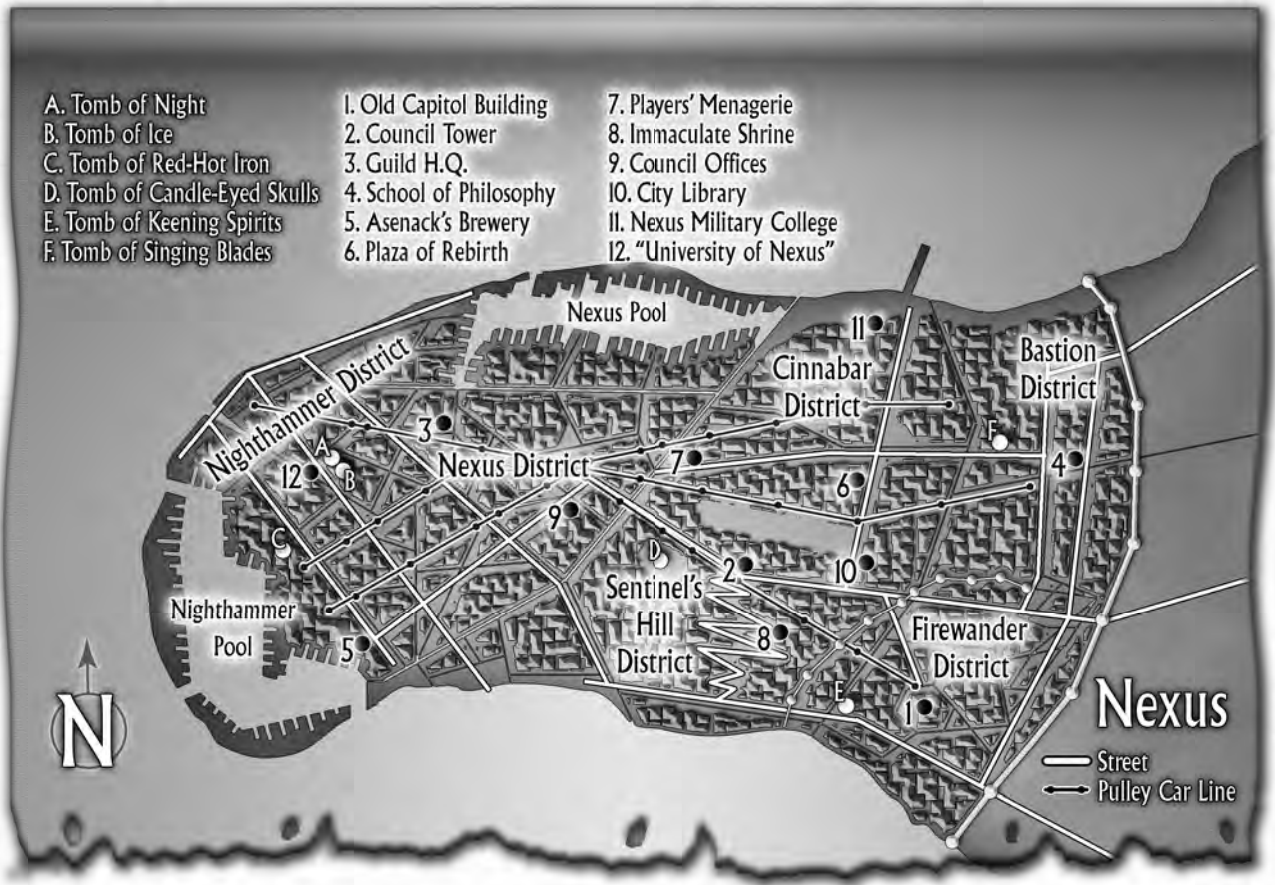 A. Tomb of Night
B. Tomb of Ice
C. Tomb of Red-Hot Iron
D. Tomb of Candle-Eyed Skulls
E. Tomb of Keening Spirits
F. Tomb of Singing Blades
1. Old Capitol Building
2. Council Tower
3. Guild H.Q.
4. School of Philosophy
5. Asenack's Brewery
6. Plaza of Rebirth
7. Players' Menagerie
8. Immaculate Shrine
9. Council Offices
10. City Library
11. Nexus Military College
12. "University of Nexus"
Nexus Pool
11
Cinnabar
District
Bastion
District
Nighthammer District
3
F
A
12
B
Nexus District
7
4
6
9
C
D
2
10
Sentinel's
Hill
District
Nighthammer
Pool
5
8
Firewander
District
E
1
N
Nexus
Street
Pulley Car Line